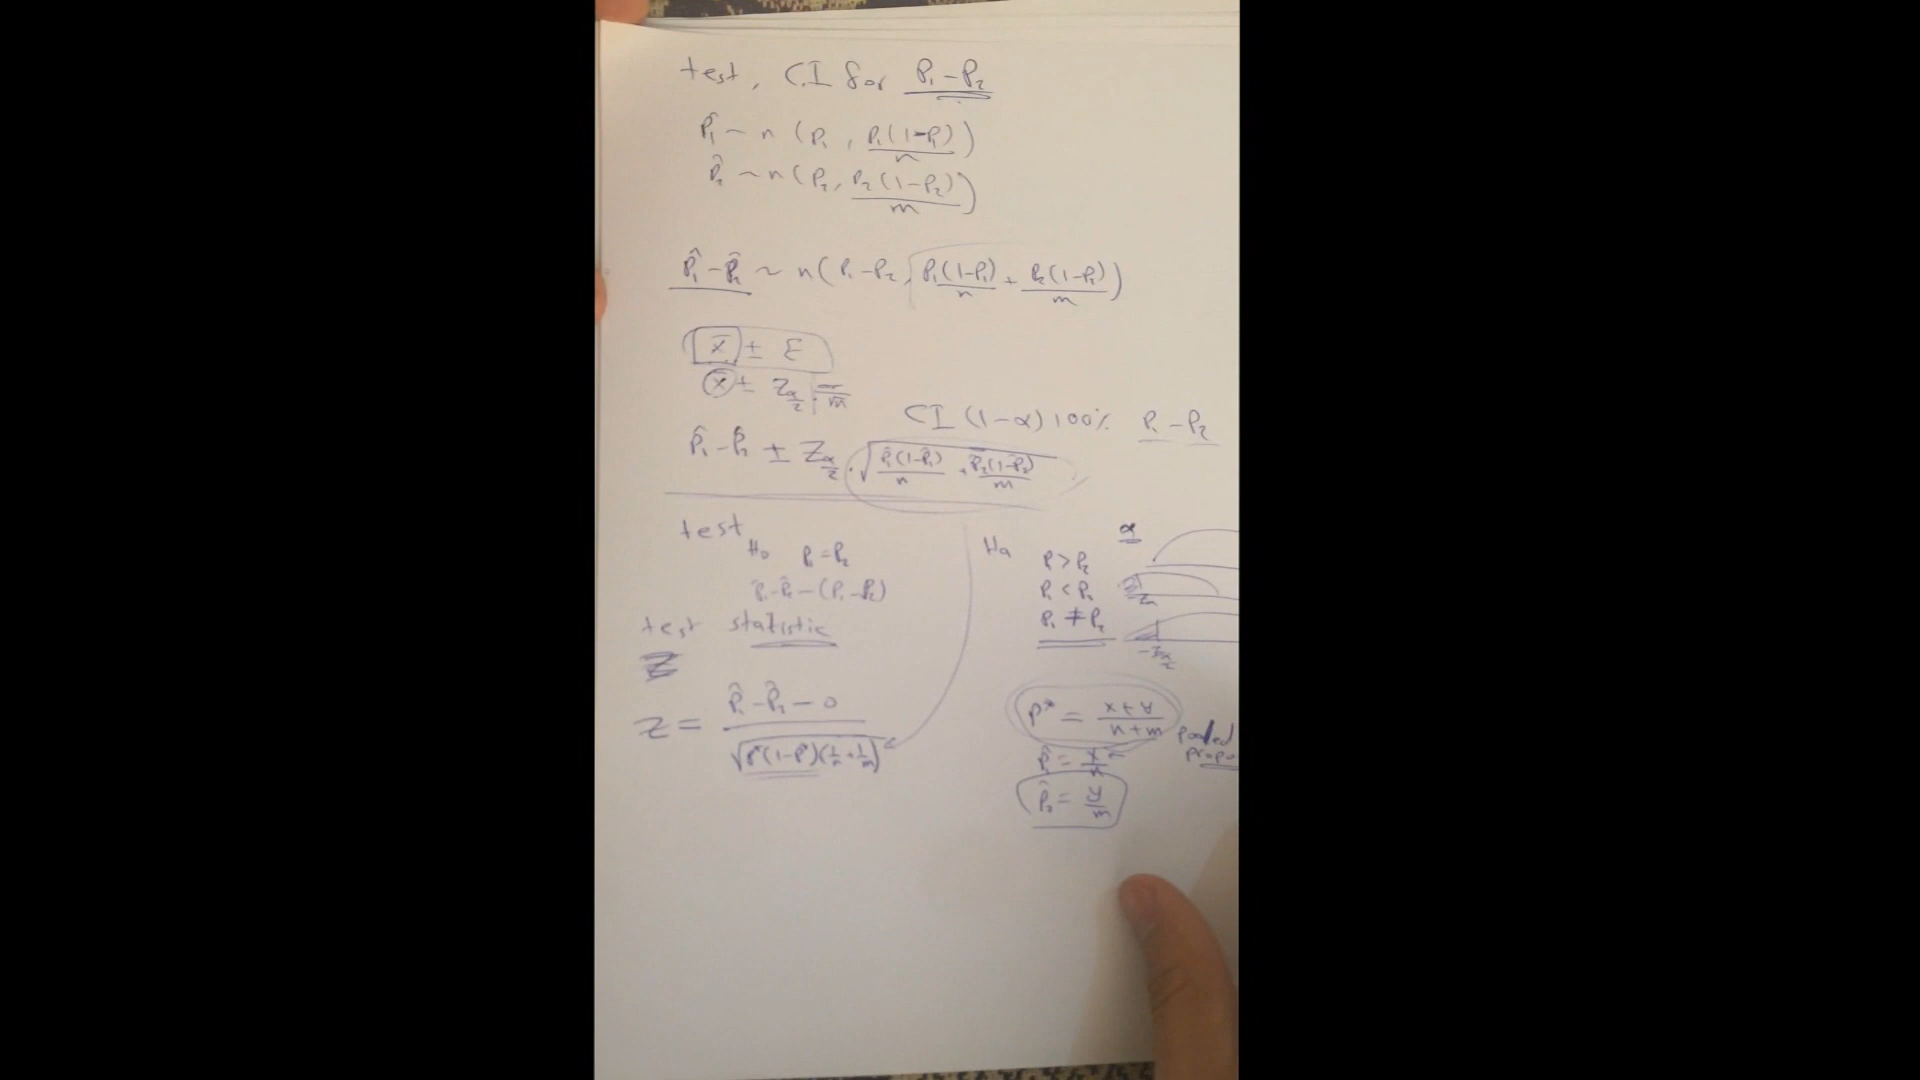 test, CI for P₁-P₂
P̂₁ ~ n (P₁, P₁(1-P₁)/n)
P̂₂ ~ n(P₂, P₂(1-P₂)/m)
P̂₁-P̂₂ ~ n(P₁-P₂, P₁(1-P₁)/n + P₂(1-P₂)/m)
x̄ ± ε
x̄ ± Z α/2 · σ/√n
CI (1-α)100% P₁-P₂
P̂₁-P̂₂ ± Z α/2 · √(P̂₁(1-P̂₁)/n + P̂₂(1-P̂₂)/m)
test
H₀ P₁=P₂
P̂₁-P̂₂-(P₁-P₂)
test statistic
Z
Z = (P̂₁-P̂₂-0)/√(P*(1-P*)(1/n+1/m))
Ha
P₁>P₂
P₁<P₂
P₁≠P₂
α
-Z α/2
P* = (x+y)/(n+m)
pooled
P̂₁ = x/n
P̂₂ = y/m